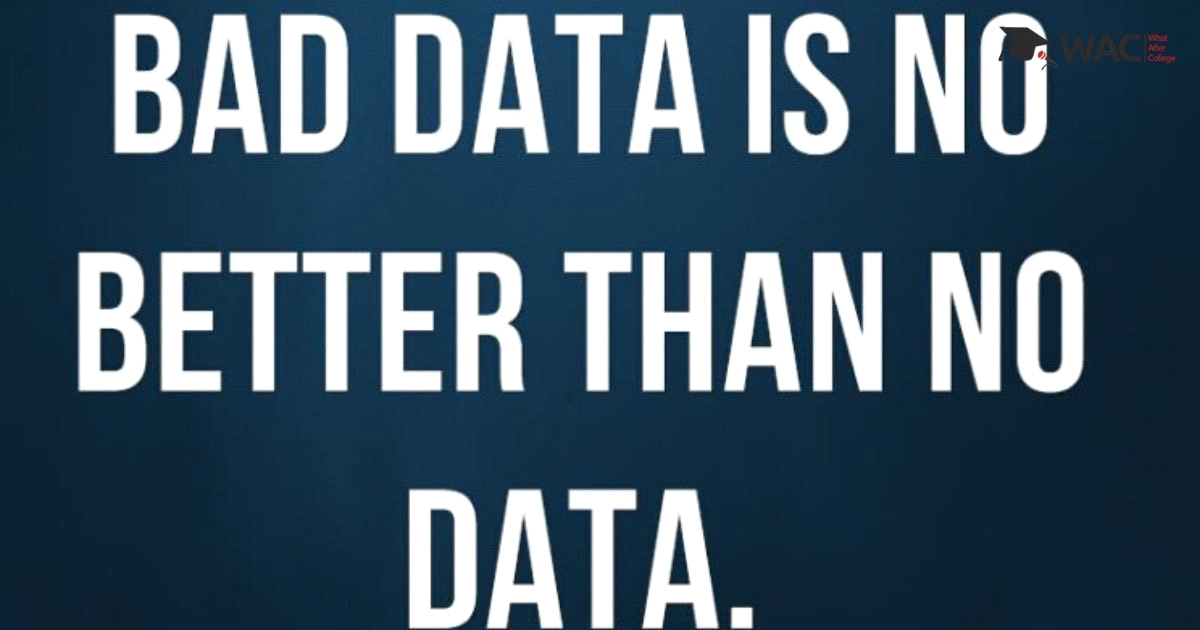 BAD DATA IS NO
WAC
What
After
College
BETTER THAN NO
DATA.